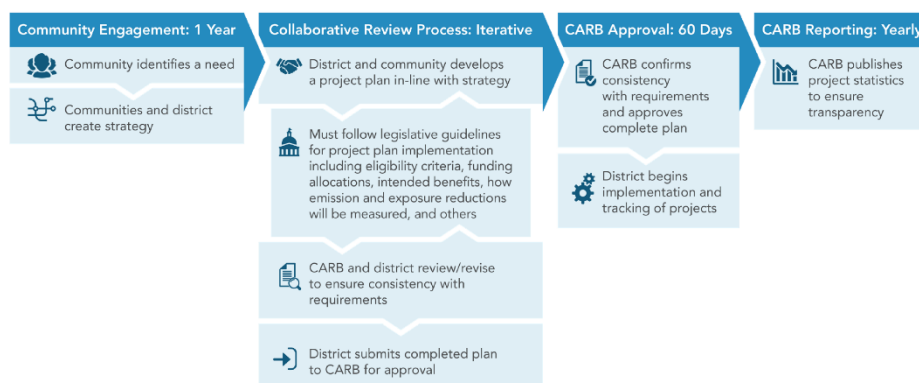 Community Engagement: 1 Year
Community identifies a need
Communities and district
create strategy
Collaborative Review Process: Iterative
District and community develops
a project plan in-line with strategy
Must follow legislative guidelines
for project plan implementation
including eligibility criteria, funding
allocations, intended benefits, how
emission and exposure reductions
will be measured, and others
CARB and district review/revise
to ensure consistency with
requirements
District submits completed plan
to CARB for approval
CARB Approval: 60 Days
CARB confirms
consistency
with requirements
and approves
complete plan
District begins
implementation and
tracking of projects
CARB Reporting: Yearly
CARB publishes
project statistics
to ensure
transparency